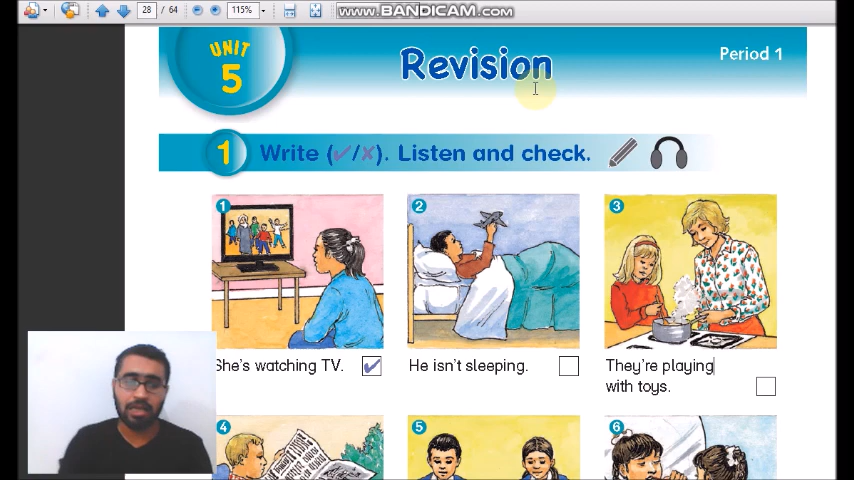 28 / 64
115%
www.BANDICAM.com
UNIT
5
Revision
Period 1
1 Write (✓/✗). Listen and check.
1
2
3
She's watching TV. ✓
He isn't sleeping.
They're playing
with toys.
4
5
6